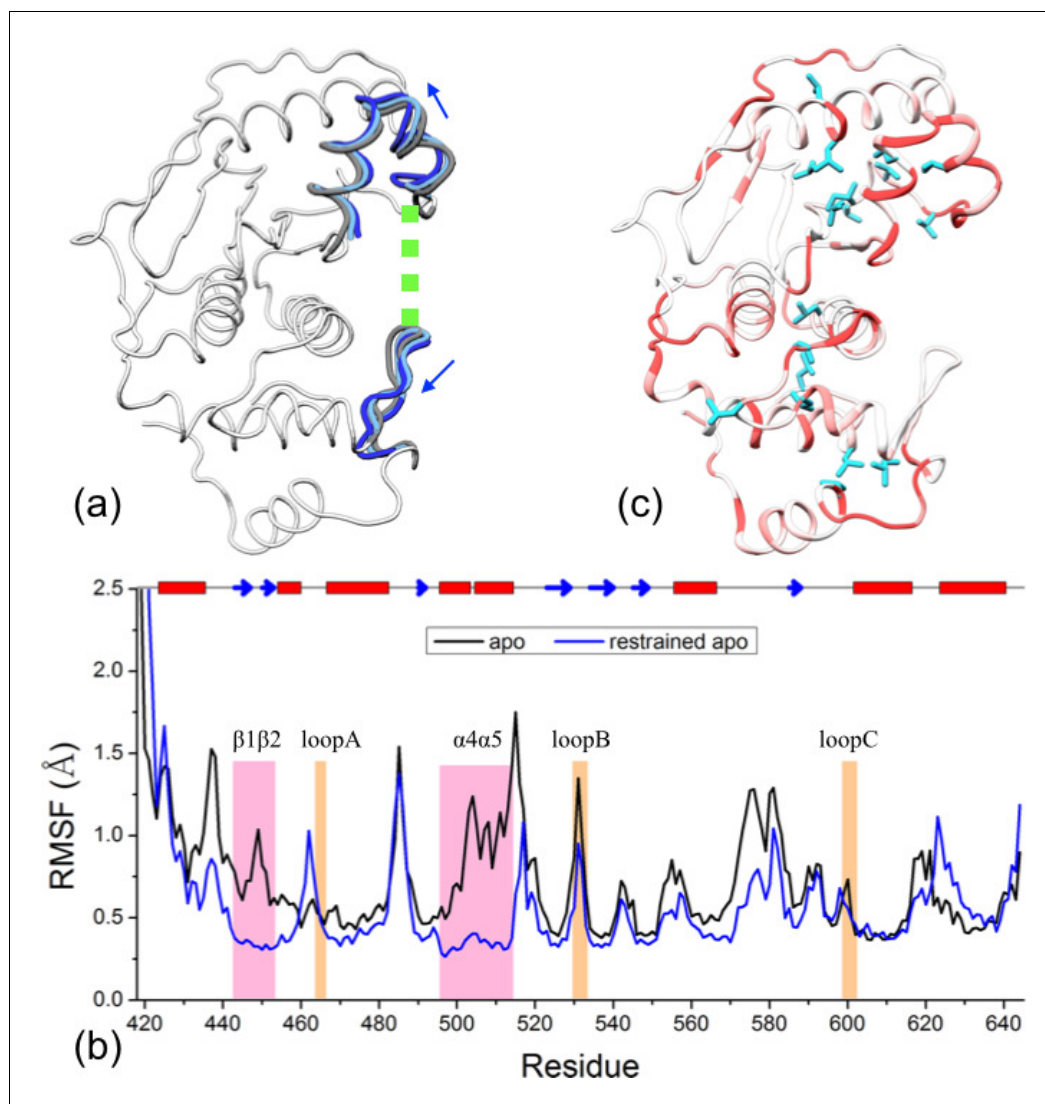 (a)
(c)
2.5
2.0
1.5
1.0
0.5
0.0
RMSF (Å)
apo
restrained apo
β1β2
loopA
α4α5
loopB
loopC
420 440 460 480 500 520 540 560 580 600 620 640
(b)
Residue